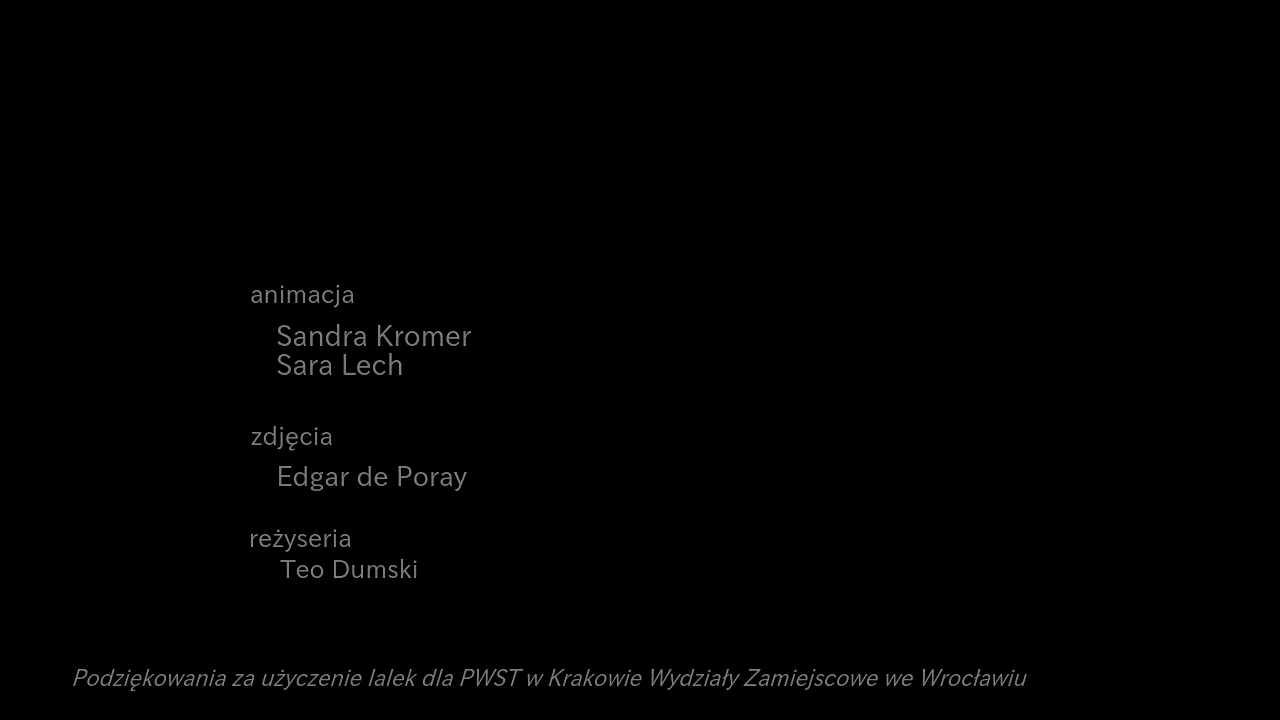 animacja
Sandra Kromer
Sara Lech
zdjęcia
Edgar de Poray
reżyseria
Teo Dumski
Podziękowania za użyczenie lalek dla PWST w Krakowie Wydziały Zamiejscowe we Wrocławiu